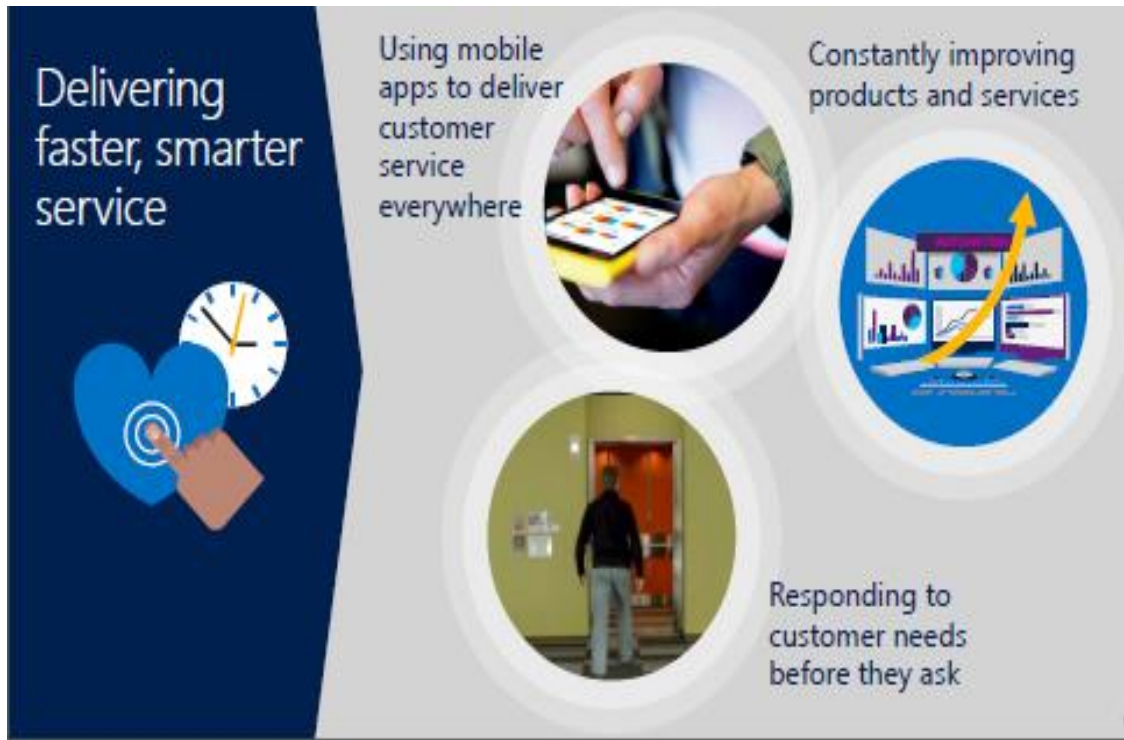 Delivering
faster, smarter
service
Using mobile
apps to deliver
customer
service
everywhere
Constantly improving
products and services
Responding to
customer needs
before they ask